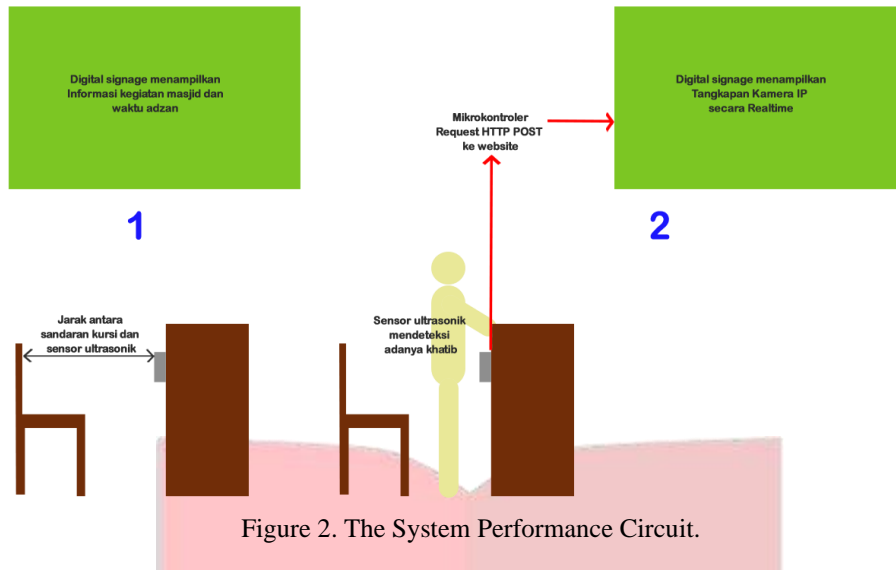 Digital signage menampilkan
Informasi kegiatan masjid dan
waktu adzan
Digital signage menampilkan
Tangkapan Kamera IP
secara Realtime
Mikrokontroler
Request HTTP POST
ke website
1
2
Jarak antara
sandaran kursi dan
sensor ultrasonik
Sensor ultrasonik
mendeteksi
adanya khatib
Figure 2. The System Performance Circuit.